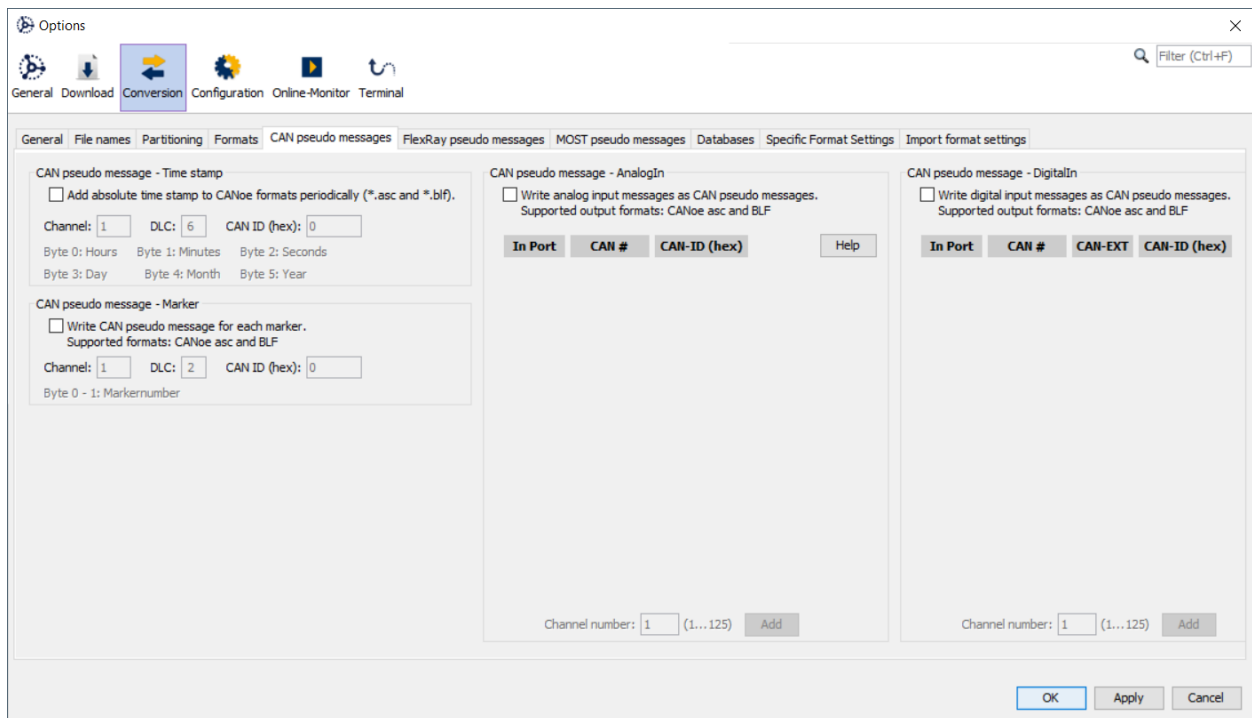 Options
Filter (Ctrl+F)
General Download Conversion Configuration Online-Monitor Terminal
General File names Partitioning Formats CAN pseudo messages FlexRay pseudo messages MOST pseudo messages Databases Specific Format Settings Import format settings
CAN pseudo message - Time stamp
Add absolute time stamp to CANoe formats periodically (*.asc and *.blf).
Channel: 1 DLC: 6 CAN ID (hex): 0
Byte 0: Hours Byte 1: Minutes Byte 2: Seconds
Byte 3: Day Byte 4: Month Byte 5: Year
CAN pseudo message - Marker
Write CAN pseudo message for each marker.
Supported formats: CANoe asc and BLF
Channel: 1 DLC: 2 CAN ID (hex): 0
Byte 0 - 1: Markernumber
CAN pseudo message - AnalogIn
Write analog input messages as CAN pseudo messages.
Supported output formats: CANoe asc and BLF
In Port CAN # CAN-ID (hex) Help
Channel number: 1 (1...125) Add
CAN pseudo message - DigitalIn
Write digital input messages as CAN pseudo messages.
Supported output formats: CANoe asc and BLF
In Port CAN # CAN-EXT CAN-ID (hex)
Channel number: 1 (1...125) Add
OK Apply Cancel